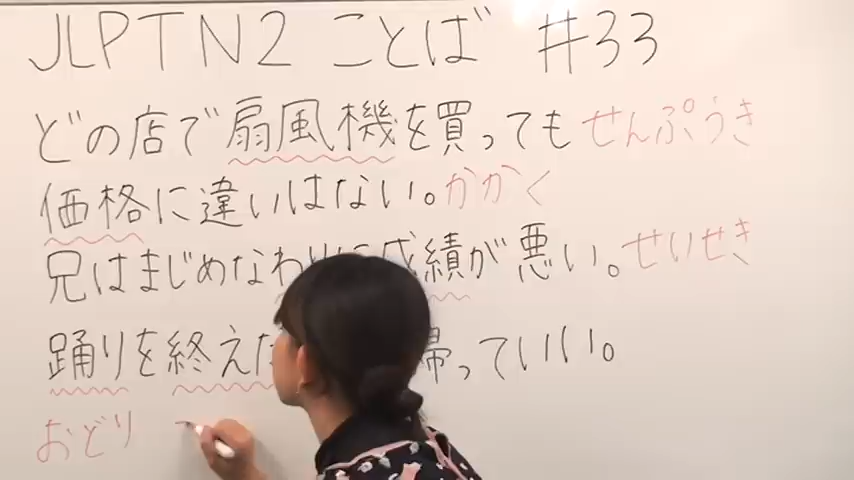 JLPT N2 ことば #33
どの店で扇風機を買っても せんぷうき
価格に違いはない。かかく
兄はまじめなわりに成績が悪い。せいせき
踊りを終えた 帰っていい。
おどり